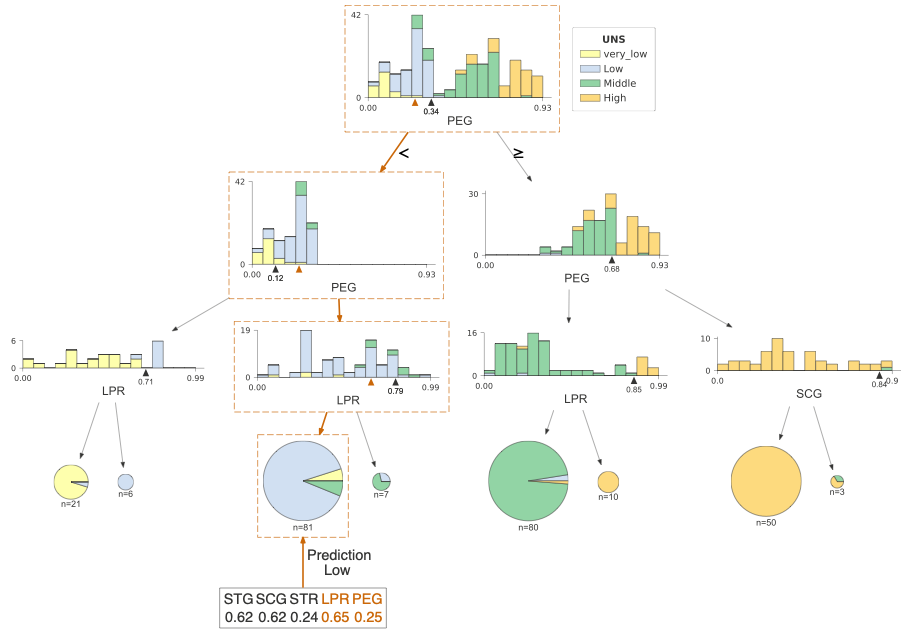 42
0
0.00
0.34
0.93
PEG
UNS
very_low
Low
Middle
High
<
≥
42
0
0.00
0.12
0.93
PEG
30
0
0.00
0.68
0.93
PEG
6
0
0.00
0.71
0.99
LPR
19
0
0.00
0.79
0.99
LPR
16
0
0.00
0.85
0.99
LPR
10
0
0.0
0.84
0.9
SCG
n=21
n=6
n=81
n=7
n=80
n=10
n=50
n=3
Prediction
Low
STG SCG STR LPR PEG
0.62 0.62 0.24 0.65 0.25